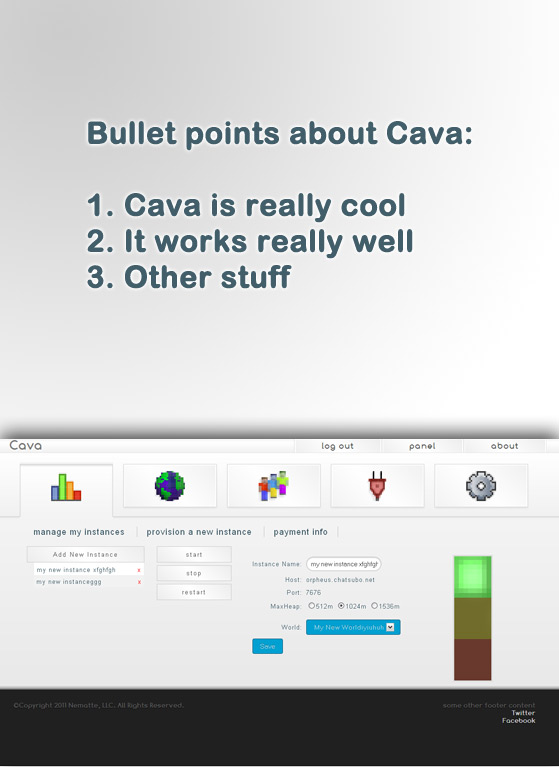 Bullet points about Cava:
1. Cava is really cool
2. It works really well
3. Other stuff
Cava
log out panel about
manage my instances provision a new instance payment info
Add New Instance
my new instance xfghfgh x
my new instanceggg x
start
stop
restart
Instance Name: my new instance xfghfgf
Host: orpheus.chatsubo.net
Port: 7676
MaxHeap: 512m 1024m 1536m
World: My New
Save
©Copyright 2011 Nematte, LLC. All Rights Reserved.
some other footer content
Twitter
Facebook